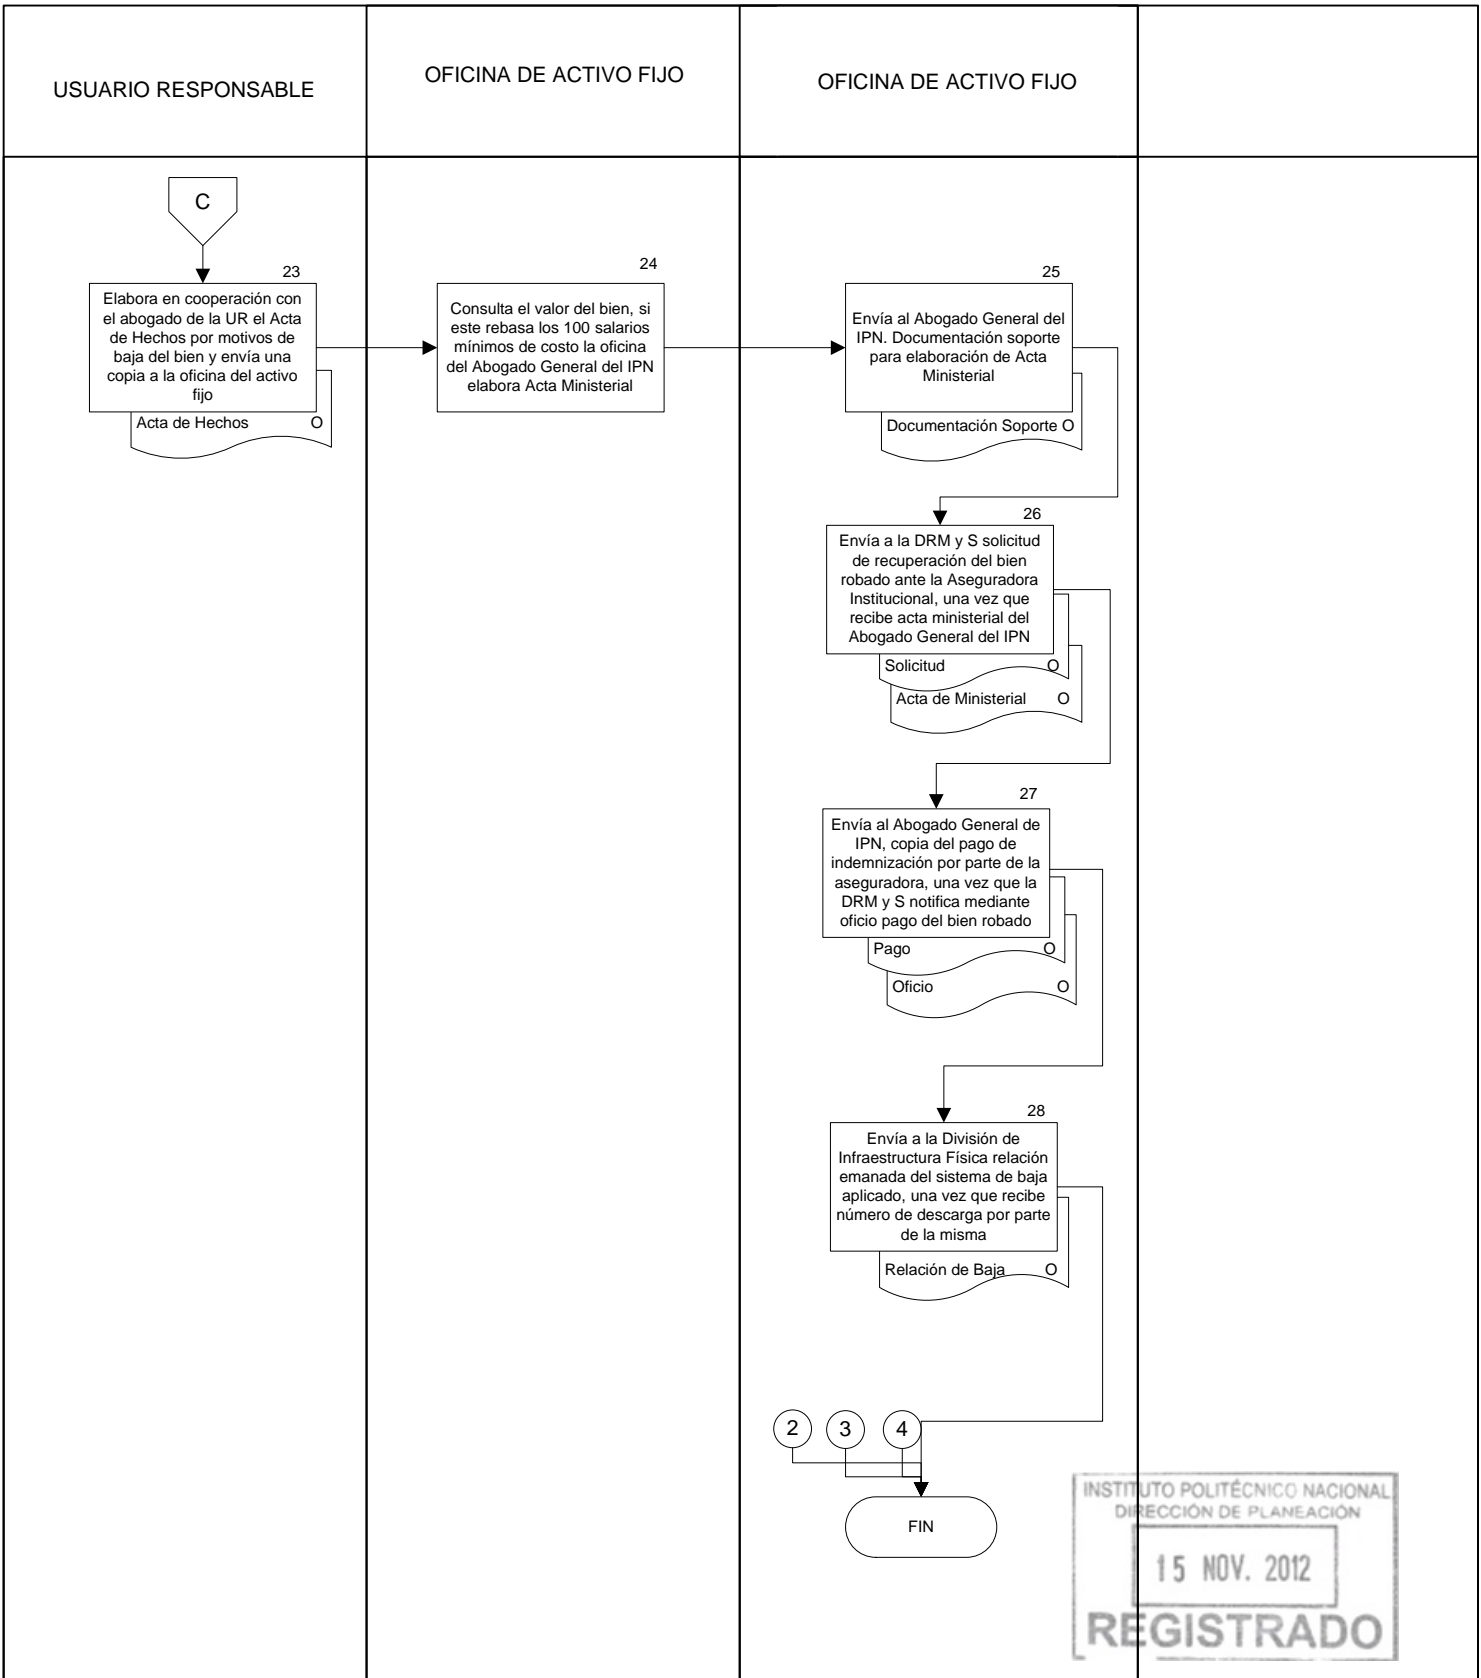 USUARIO RESPONSABLE
OFICINA DE ACTIVO FIJO
OFICINA DE ACTIVO FIJO
C
23
Elabora en cooperación con
el abogado de la UR el Acta
de Hechos por motivos de
baja del bien y envía una
copia a la oficina del activo
fijo
Acta de Hechos O
24
Consulta el valor del bien, si
este rebasa los 100 salarios
mínimos de costo la oficina
del Abogado General del IPN
elabora Acta Ministerial
25
Envía al Abogado General del
IPN. Documentación soporte
para elaboración de Acta
Ministerial
Documentación Soporte O
26
Envía a la DRM y S solicitud
de recuperación del bien
robado ante la Aseguradora
Institucional, una vez que
recibe acta ministerial del
Abogado General del IPN
Solicitud O
Acta de Ministerial O
27
Envía al Abogado General de
IPN, copia del pago de
indemnización por parte de la
aseguradora, una vez que la
DRM y S notifica mediante
oficio pago del bien robado
Pago O
Oficio O
28
Envía a la División de
Infraestructura Física relación
emanada del sistema de baja
aplicado, una vez que recibe
número de descarga por parte
de la misma
Relación de Baja O
2 3 4
FIN
INSTITUTO POLITÉCNICO NACIONAL
DIRECCIÓN DE PLANEACIÓN
15 NOV. 2012
REGISTRADO